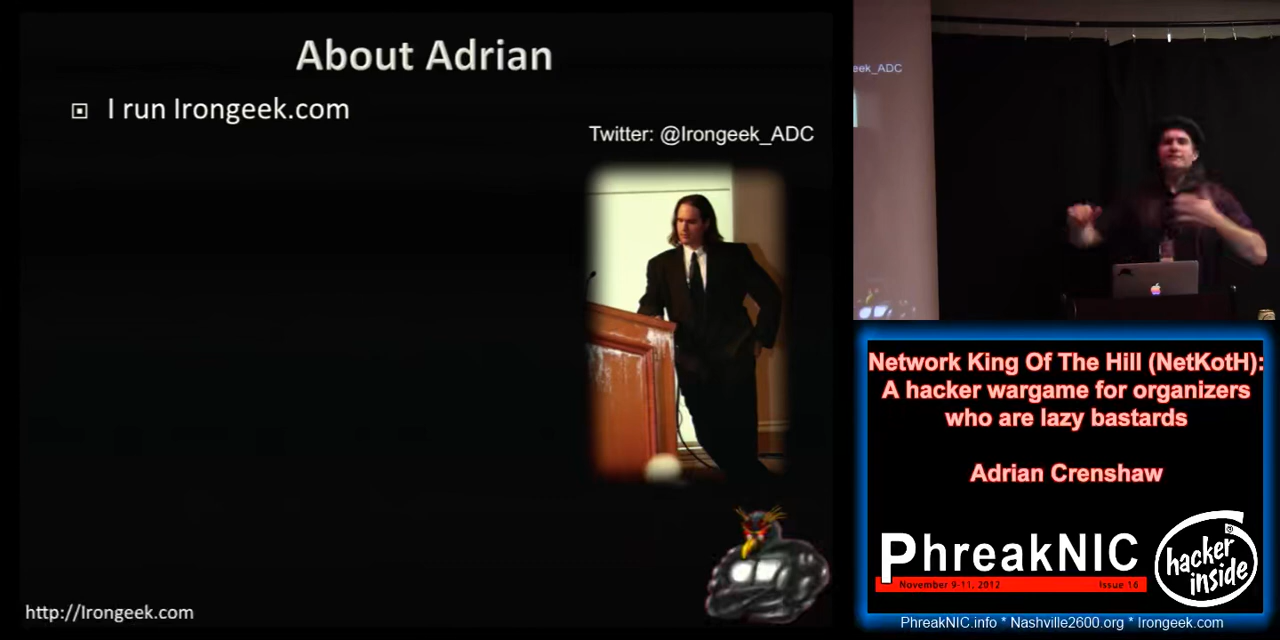 About Adrian
I run Irongeek.com
Twitter: @Irongeek_ADC
http://Irongeek.com
eek_ADC
Network King Of The Hill (NetKotH):
A hacker wargame for organizers
who are lazy bastards
Adrian Crenshaw
PhreakNIC
November 9-11, 2012 Issue 16
hacker
inside
PhreakNIC.info * Nashville2600.org * Irongeek.com